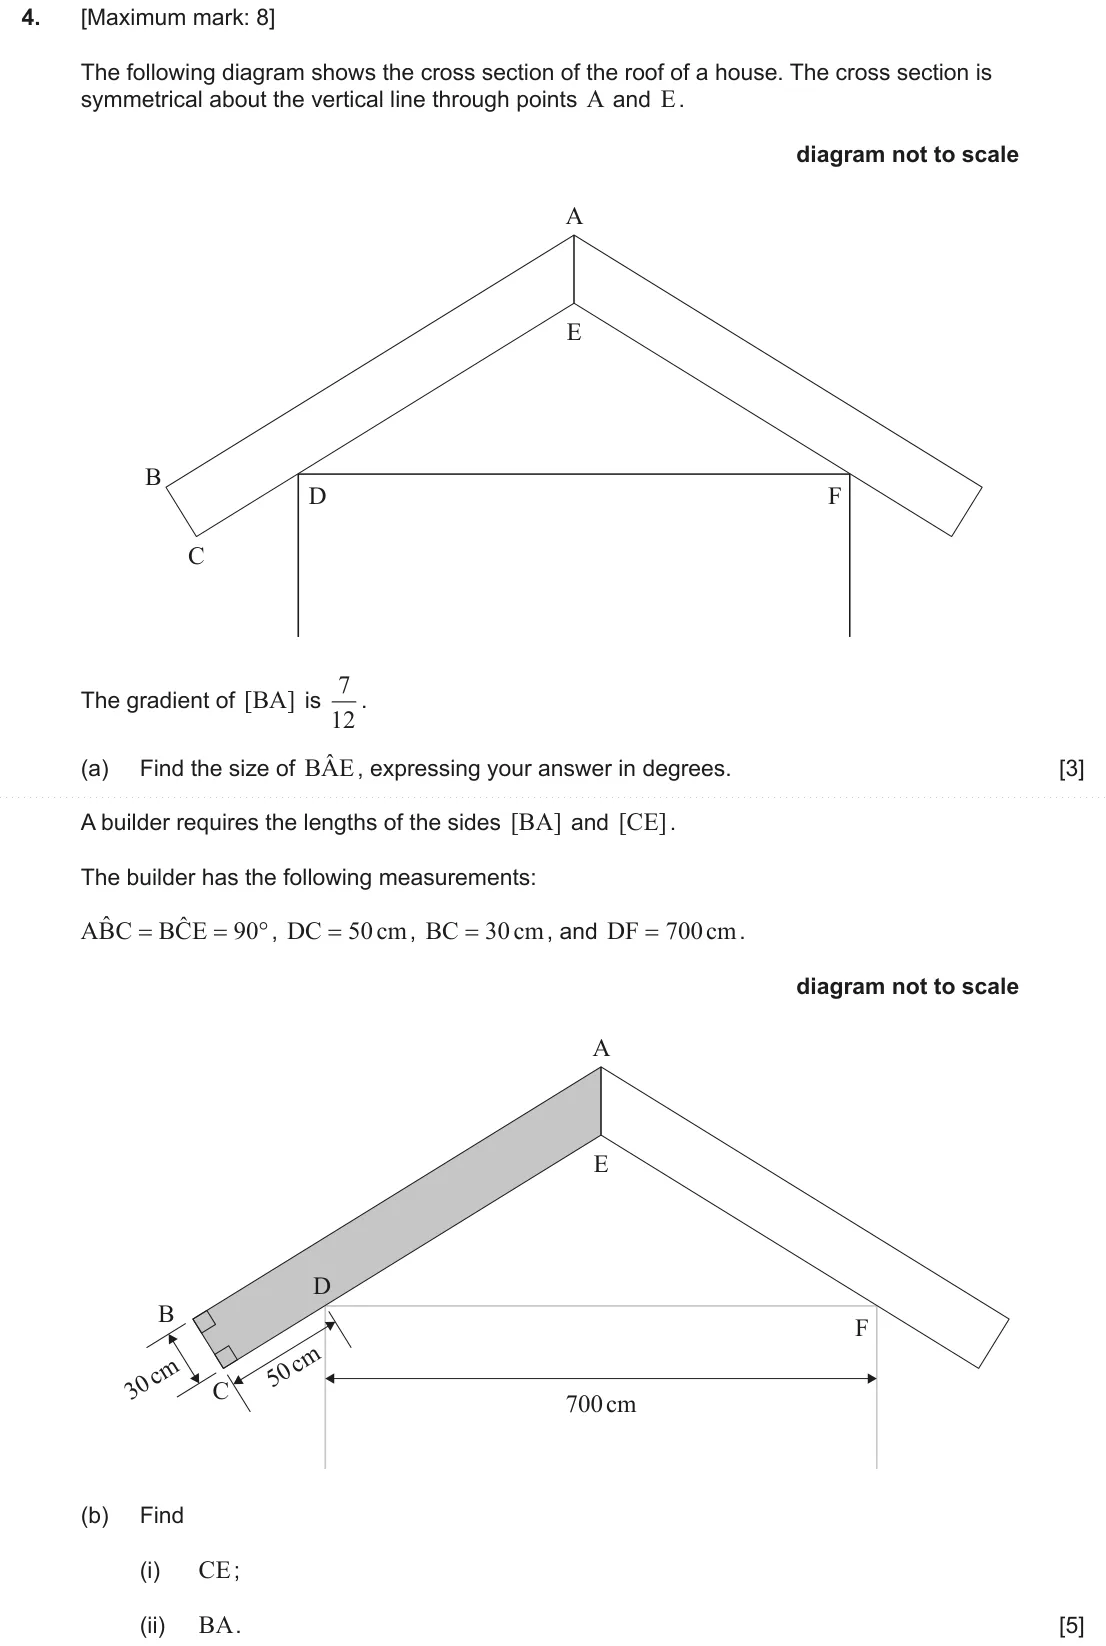 4. [Maximum mark: 8]
The following diagram shows the cross section of the roof of a house. The cross section is
symmetrical about the vertical line through points A and E.
diagram not to scale
A
E
B
D
F
C
The gradient of [BA] is 7/12.
(a) Find the size of BÂE, expressing your answer in degrees. [3]
A builder requires the lengths of the sides [BA] and [CE].
The builder has the following measurements:
AB̂C = BĈE = 90°, DC = 50 cm, BC = 30 cm, and DF = 700 cm.
diagram not to scale
A
E
D
B
F
30 cm
C
50 cm
700 cm
(b) Find
(i) CE;
(ii) BA. [5]